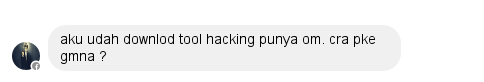 aku udah downlod tool hacking punya om. cra pke
gmna ?